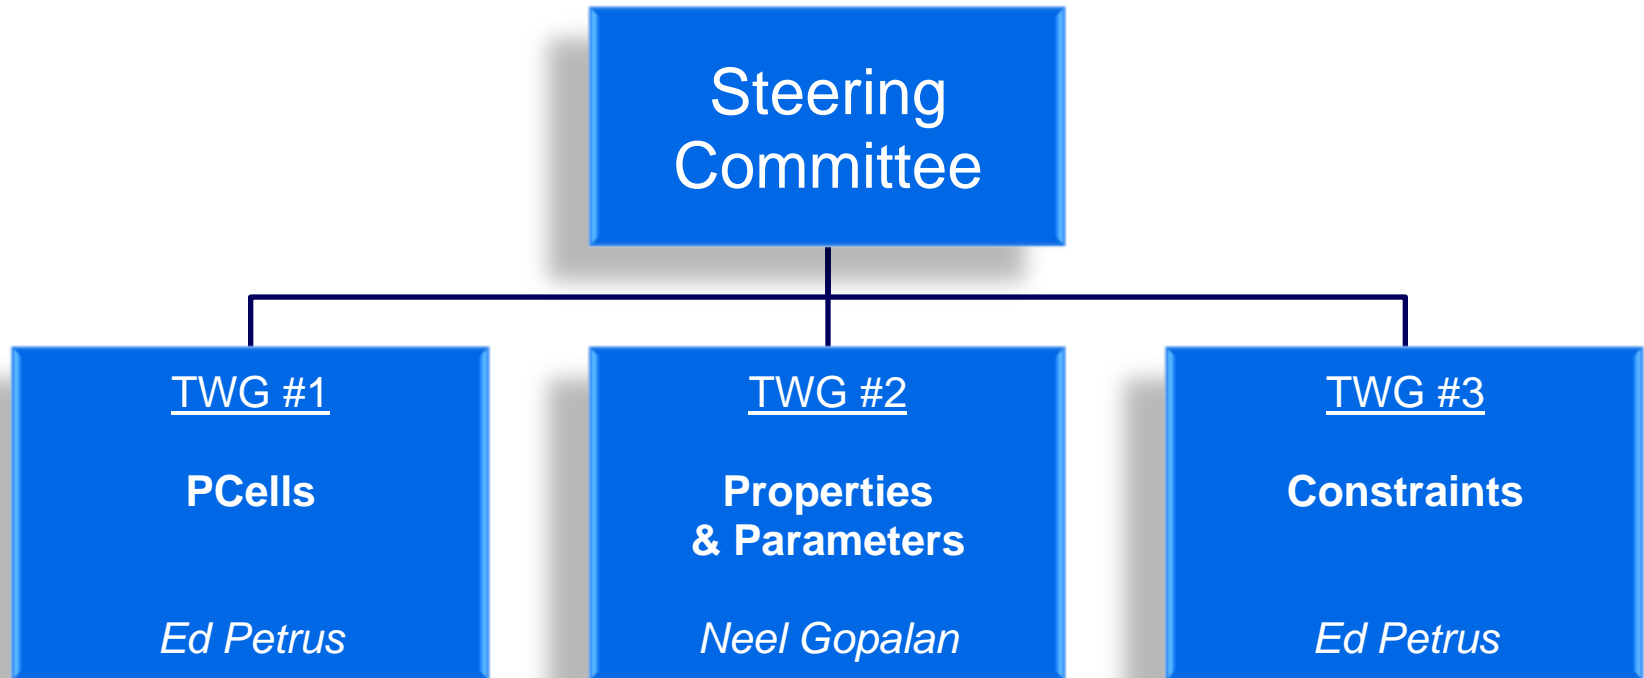 Steering
Committee
TWG #1
PCells
Ed Petrus
TWG #2
Properties
& Parameters
Neel Gopalan
TWG #3
Constraints
Ed Petrus